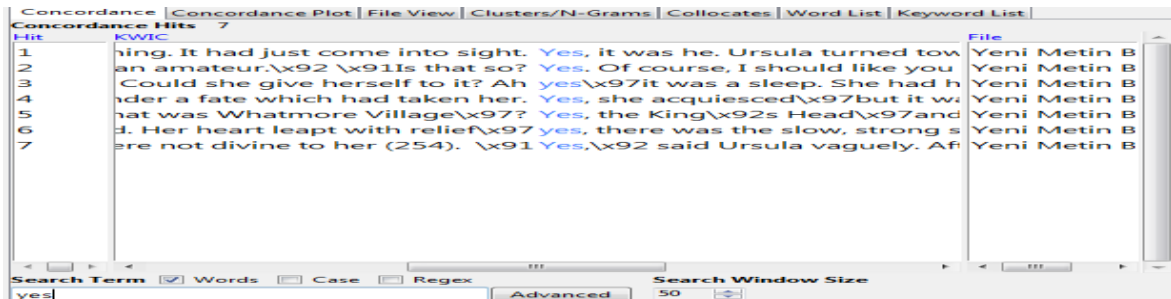 Concordance Concordance Plot File View Clusters/N-Grams Collocates Word List Keyword List
Concordance Hits 7
Hit KWIC File
1 hing. It had just come into sight. Yes, it was he. Ursula turned tow Yeni Metin B
2 an amateur.\x92 \x91Is that so? Yes. Of course, I should like you Yeni Metin B
3 Could she give herself to it? Ah yes\x97it was a sleep. She had h Yeni Metin B
4 nder a fate which had taken her. Yes, she acquiesced\x97but it wa Yeni Metin B
5 hat was Whatmore Village\x97? Yes, the King\x92s Head\x97and Yeni Metin B
6 d. Her heart leapt with relief\x97yes, there was the slow, strong s Yeni Metin B
7 ere not divine to her (254). \x91Yes,\x92 said Ursula vaguely. Aft Yeni Metin B
Search Term Words Case Regex Search Window Size
yes Advanced 50